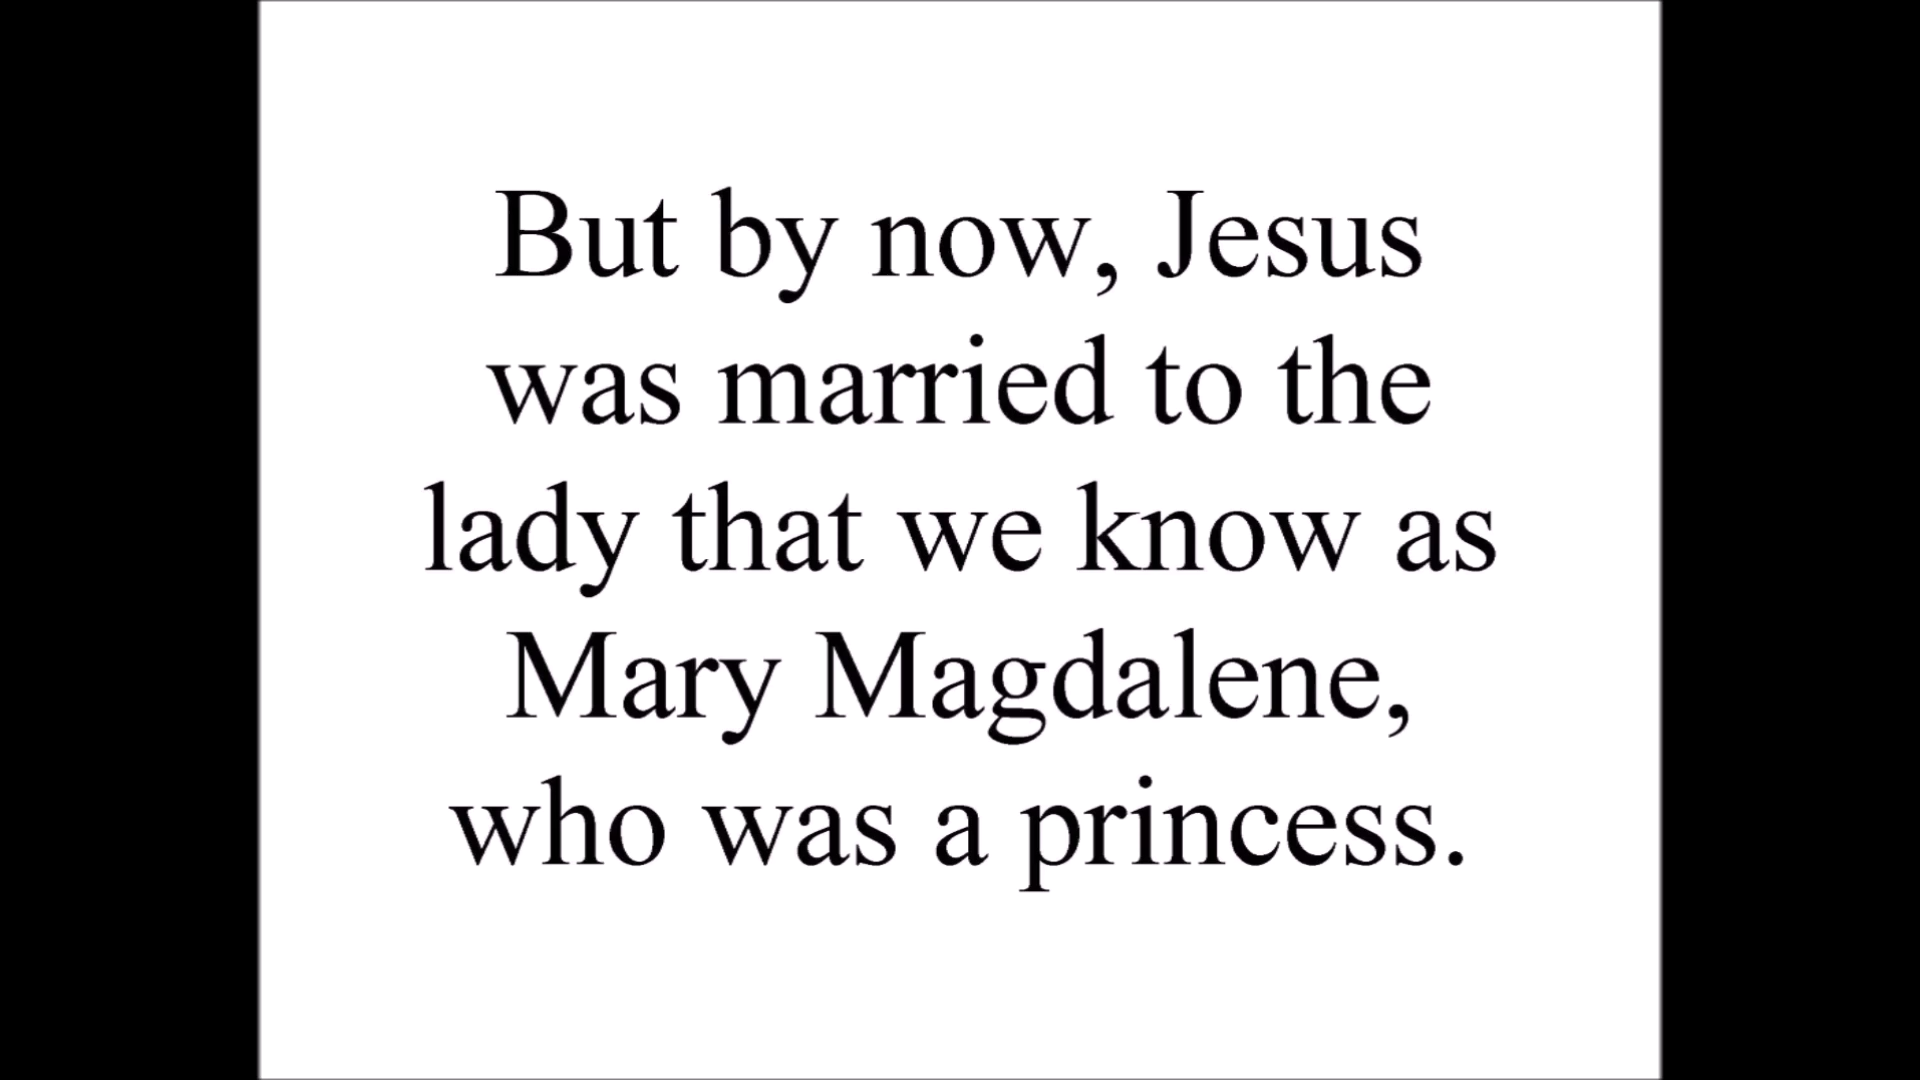 But by now, Jesus
was married to the
lady that we know as
Mary Magdalene,
who was a princess.